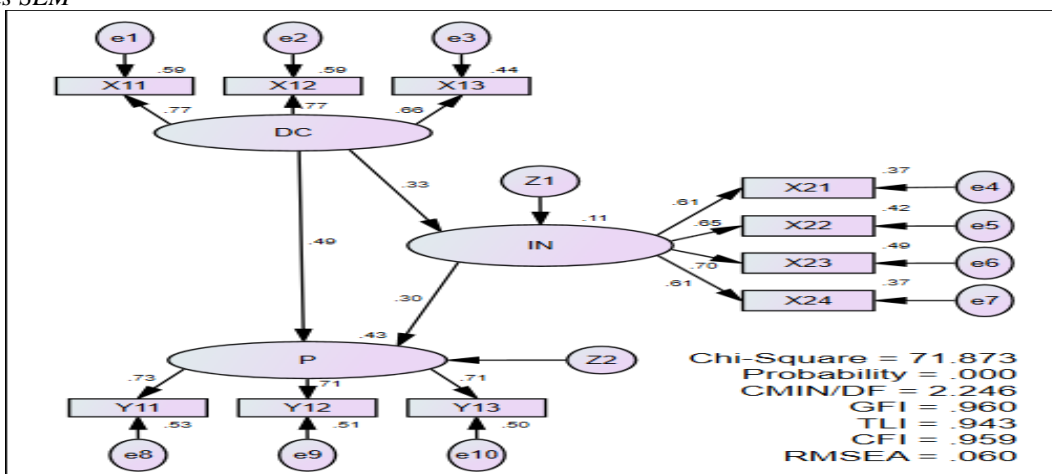 s SEM
e1 e2 e3
.59 .59 .44
X11 X12 X13
.77 .77 .66
DC
.33 Z1 .37
.61 X21 e4
.11 .42
.65 X22 e5
.49 IN .49
.70 X23 e6
.30 .61 .37
X24 e7
.43
P Z2
.73 .71 .71
Y11 Y12 Y13
.53 .51 .50
e8 e9 e10
Chi-Square = 71.873
Probability = .000
CMIN/DF = 2.246
GFI = .960
TLI = .943
CFI = .959
RMSEA = .060